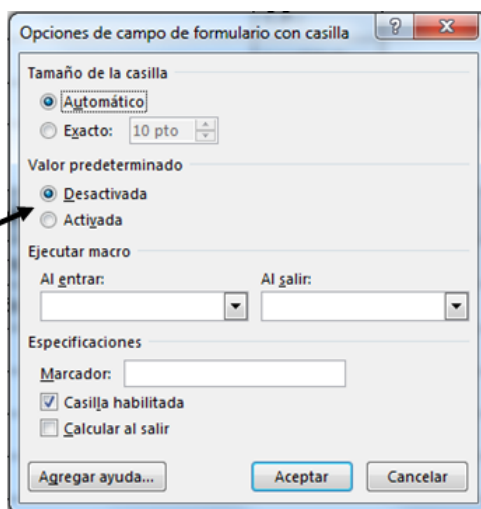 Opciones de campo de formulario con casilla
Tamaño de la casilla
Automático
Exacto: 10 pto
Valor predeterminado
Desactivada
Activada
Ejecutar macro
Al entrar: Al salir:
Especificaciones
Marcador:
Casilla habilitada
Calcular al salir
Agregar ayuda... Aceptar Cancelar